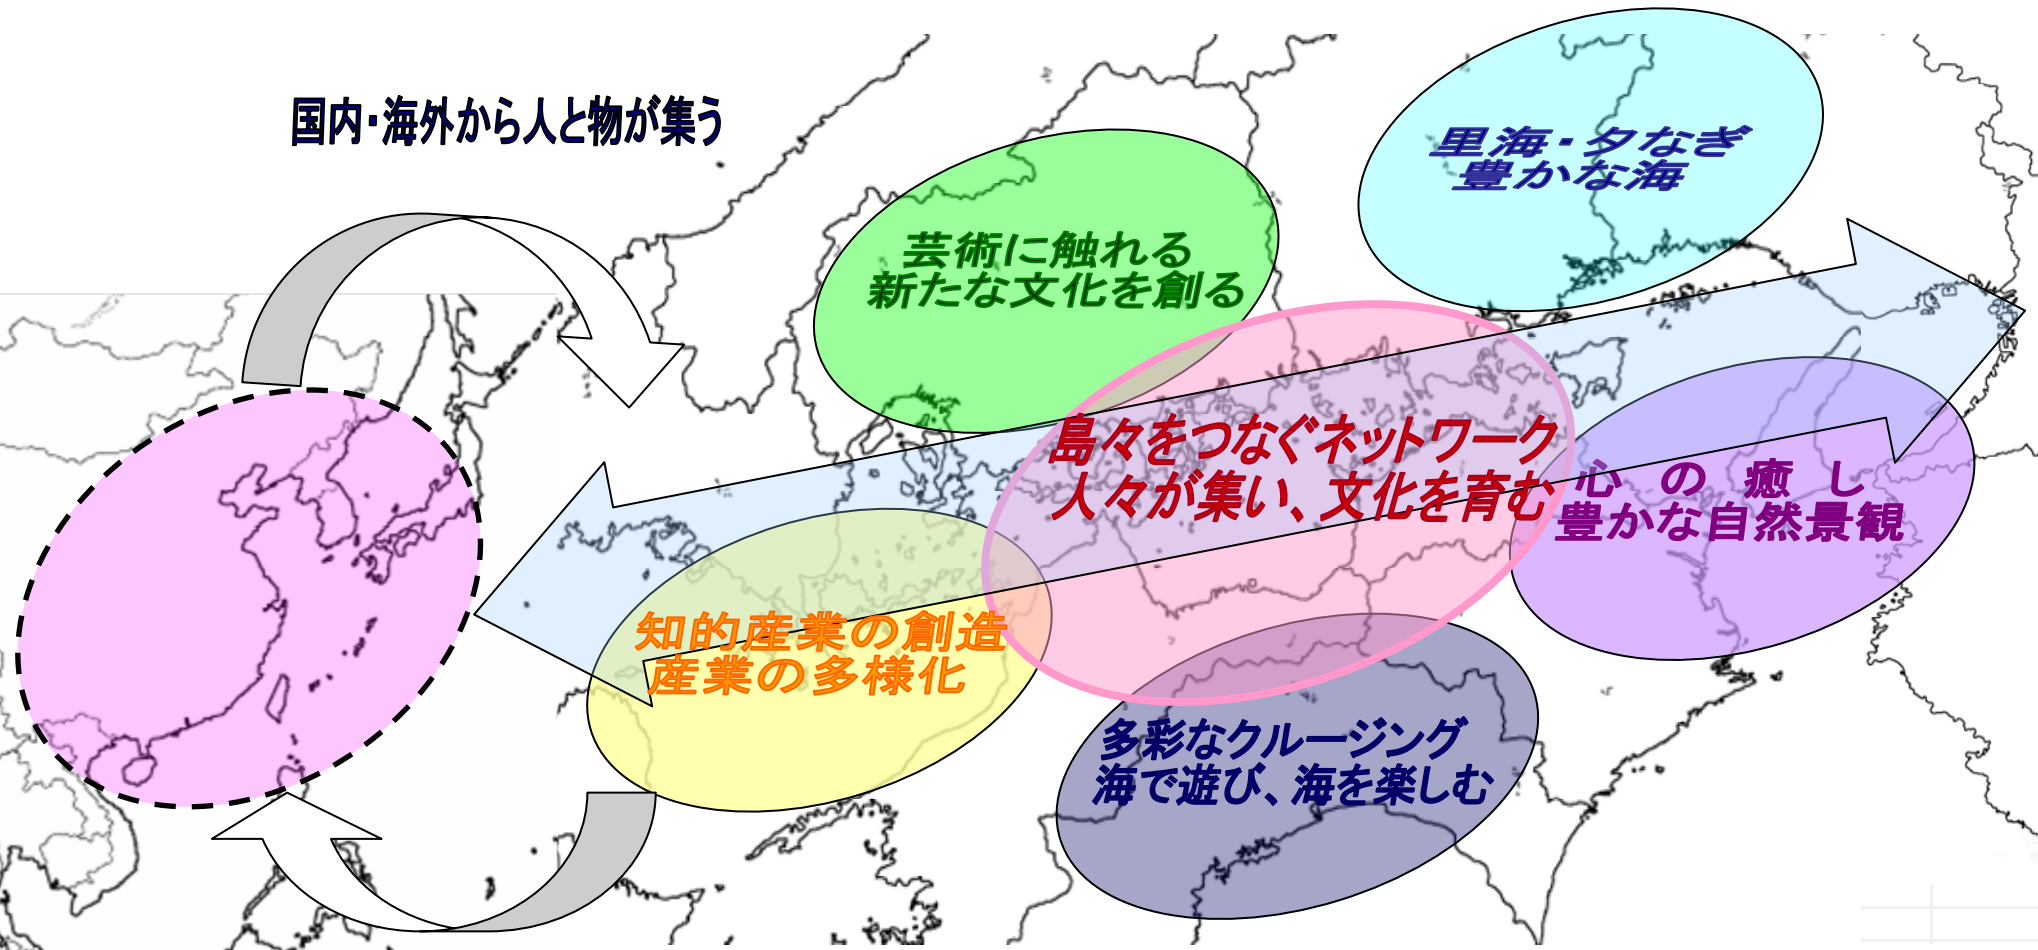 国内・海外から人と物が集う
里海・夕なぎ
豊かな海
芸術に触れる
新たな文化を創る
島々をつなぐネットワーク
人々が集い、文化を育む
心の癒し
豊かな自然景観
知的産業の創造
産業の多様化
多彩なクルージング
海で遊び、海を楽しむ